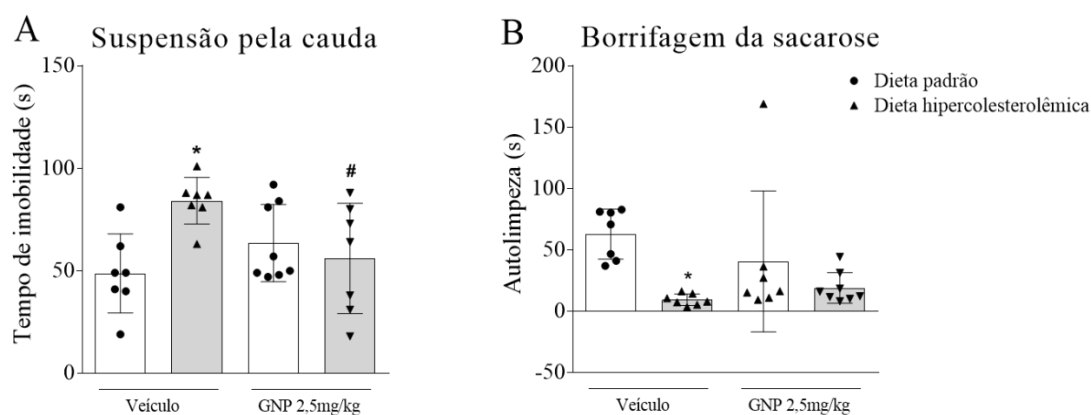 A
Suspensão pela cauda
Tempo de imobilidade (s)
150
100
50
0
*
#
Veículo
GNP 2,5mg/kg
B
Borrifagem da sacarose
Autolimpeza (s)
200
150
100
50
0
-50
*
Dieta padrão
Dieta hipercolesterolêmica
Veículo
GNP 2,5mg/kg